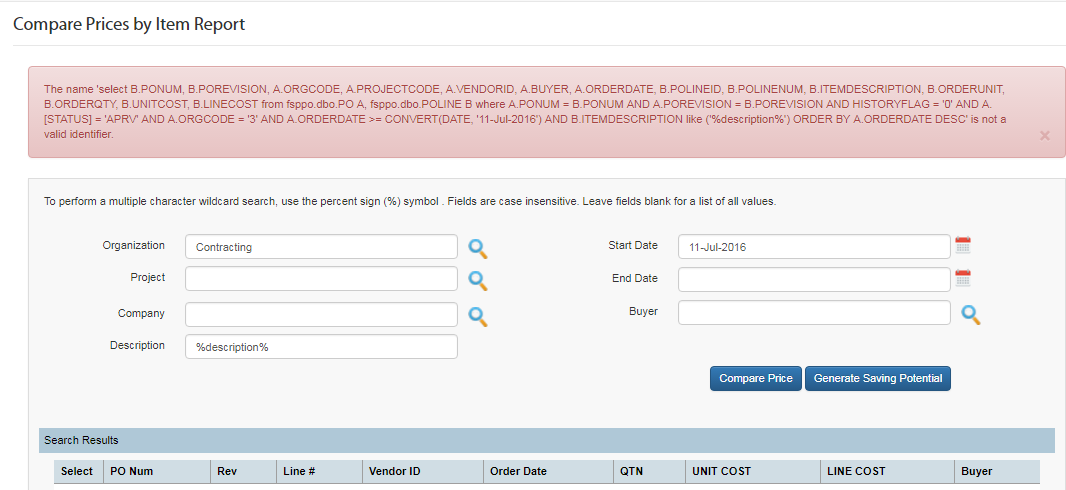 Compare Prices by Item Report
The name 'select B.PONUM, B.POREVISION, A.ORGCODE, A.PROJECTCODE, A.VENDORID, A.BUYER, A.ORDERDATE, B.POLINEID, B.POLINENUM, B.ITEMDESCRIPTION, B.ORDERUNIT,
B.ORDERQTY, B.UNITCOST, B.LINECOST from fsppo.dbo.PO A, fsppo.dbo.POLINE B where A.PONUM = B.PONUM AND A.POREVISION = B.POREVISION AND HISTORYFLAG = '0' AND A.
[STATUS] = 'APRV' AND A.ORGCODE = '3' AND A.ORDERDATE >= CONVERT(DATE, '11-Jul-2016') AND B.ITEMDESCRIPTION like ('%description%') ORDER BY A.ORDERDATE DESC' is not a
valid identifier.
×
To perform a multiple character wildcard search, use the percent sign (%) symbol . Fields are case insensitive. Leave fields blank for a list of all values.
Organization Contracting Start Date 11-Jul-2016
Project End Date
Company Buyer
Description %description%
Compare Price Generate Saving Potential
Search Results
Select PO Num Rev Line # Vendor ID Order Date QTN UNIT COST LINE COST Buyer